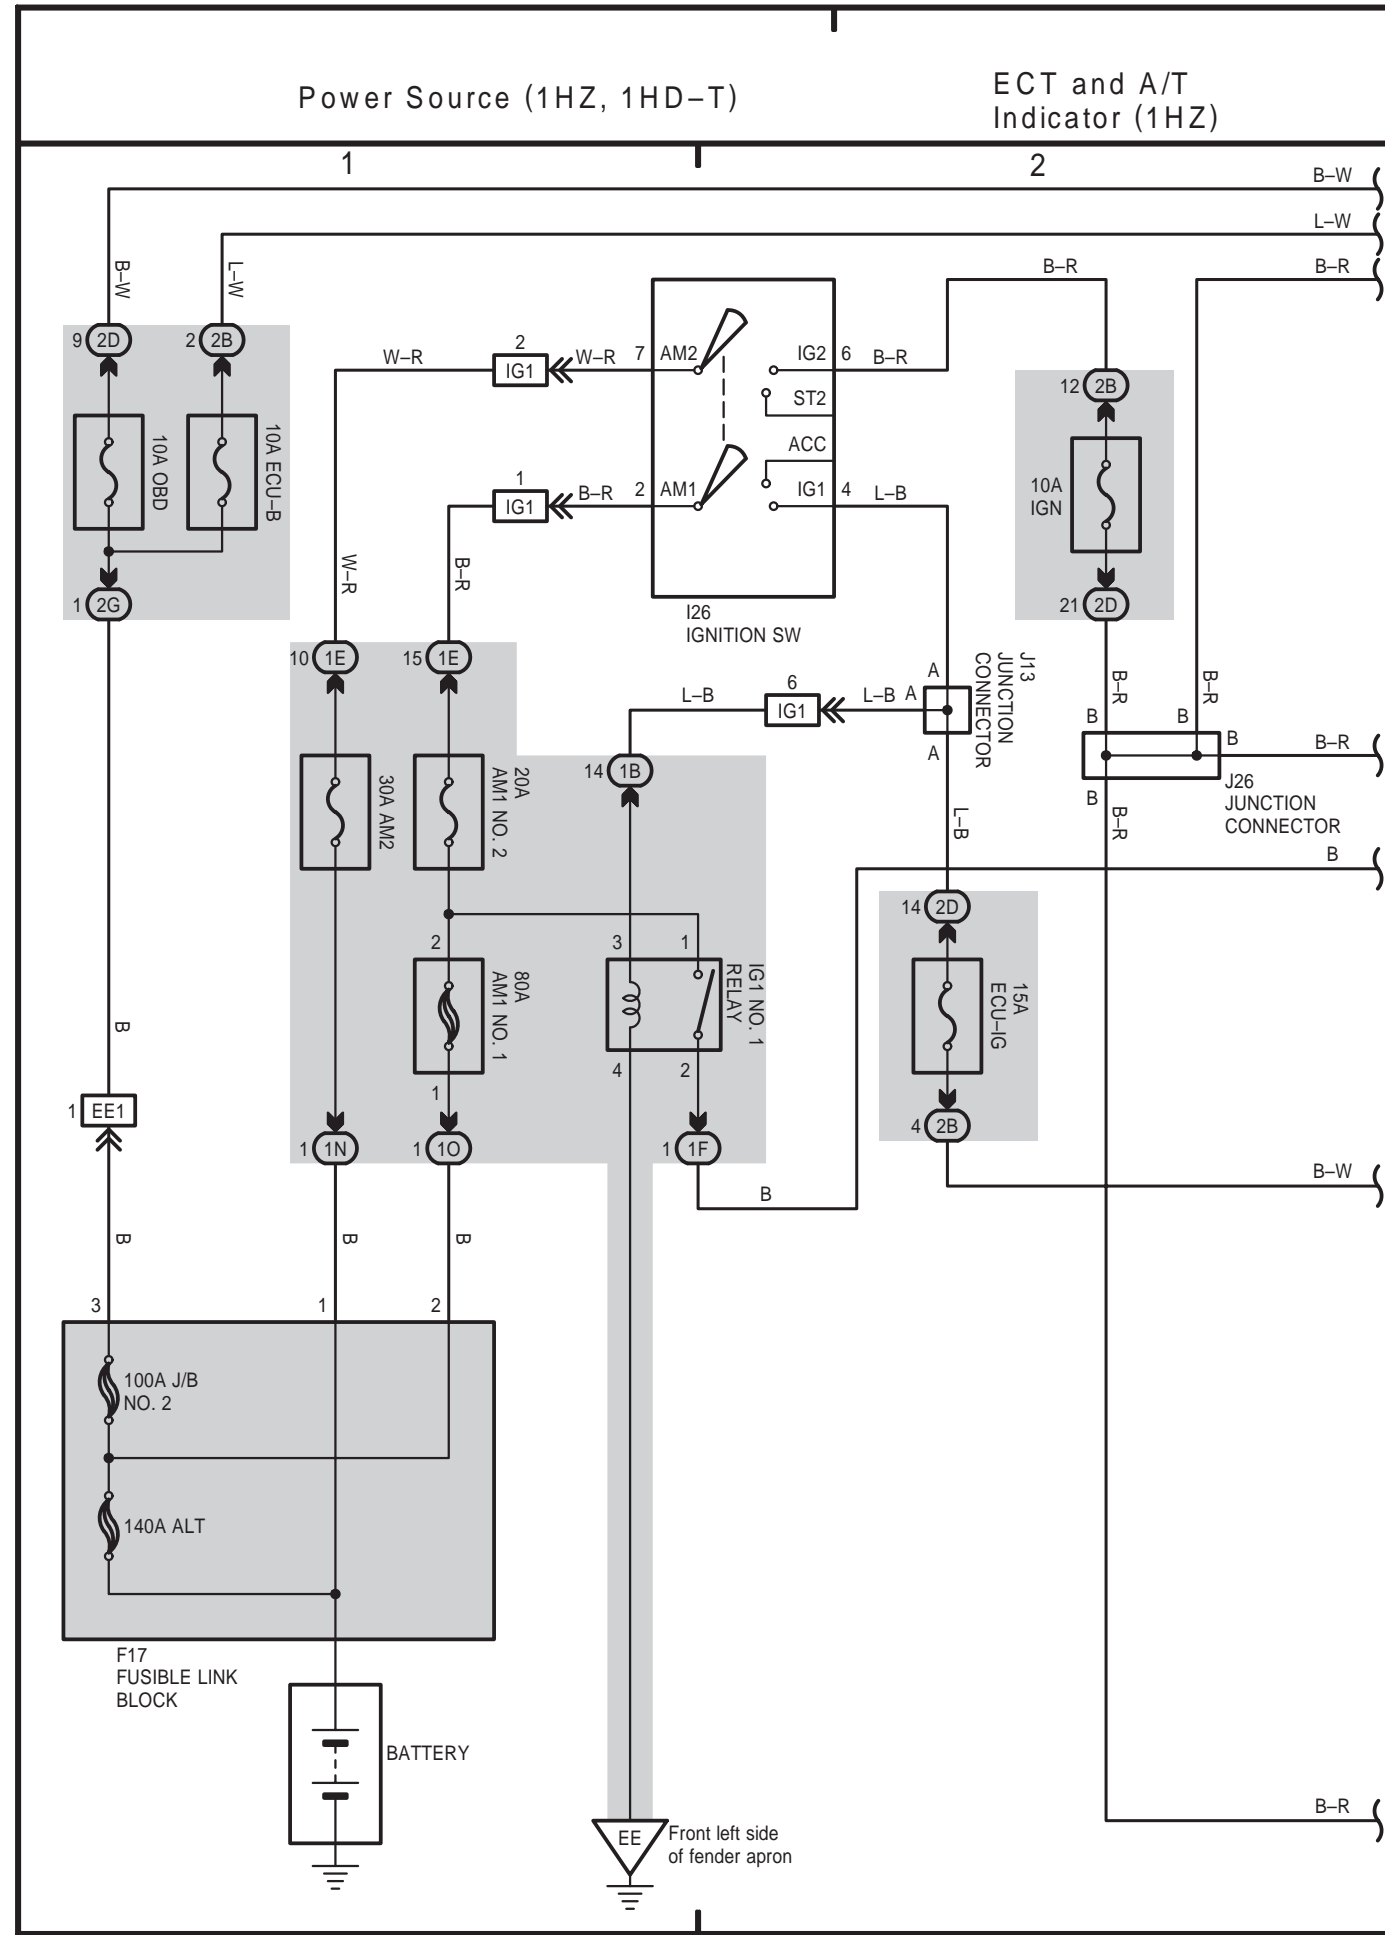 Power Source (1HZ, 1HD–T)
ECT and A/T
Indicator (1HZ)
1
2
B–W
L–W
B–R
B–R
B–W
L–W
9
2D
2
2B
10A OBD
10A ECU–B
1
2G
W–R
2
IG1
W–R
7
AM2
IG2
6
B–R
ST2
ACC
1
IG1
B–R
2
AM1
IG1
4
L–B
I26
IGNITION SW
12
2B
10A
IGN
21
2D
W–R
B–R
10
1E
15
1E
L–B
6
IG1
L–B
A
A
A
J13
JUNCTION
CONNECTOR
B–R
B–R
B
B
B
B–R
B
B–R
J26
JUNCTION
CONNECTOR
14
1B
30A AM2
20A
AM1 NO. 2
L–B
B
14
2D
2
3
1
80A
AM1 NO. 1
IG1 NO. 1
RELAY
15A
ECU–IG
B
1
4
2
1
EE1
4
2B
1
1N
1
1O
1
1F
B–W
B
B
B
B
3
1
2
100A J/B
NO. 2
140A ALT
F17
FUSIBLE LINK
BLOCK
BATTERY
B–R
EE
Front left side
of fender apron